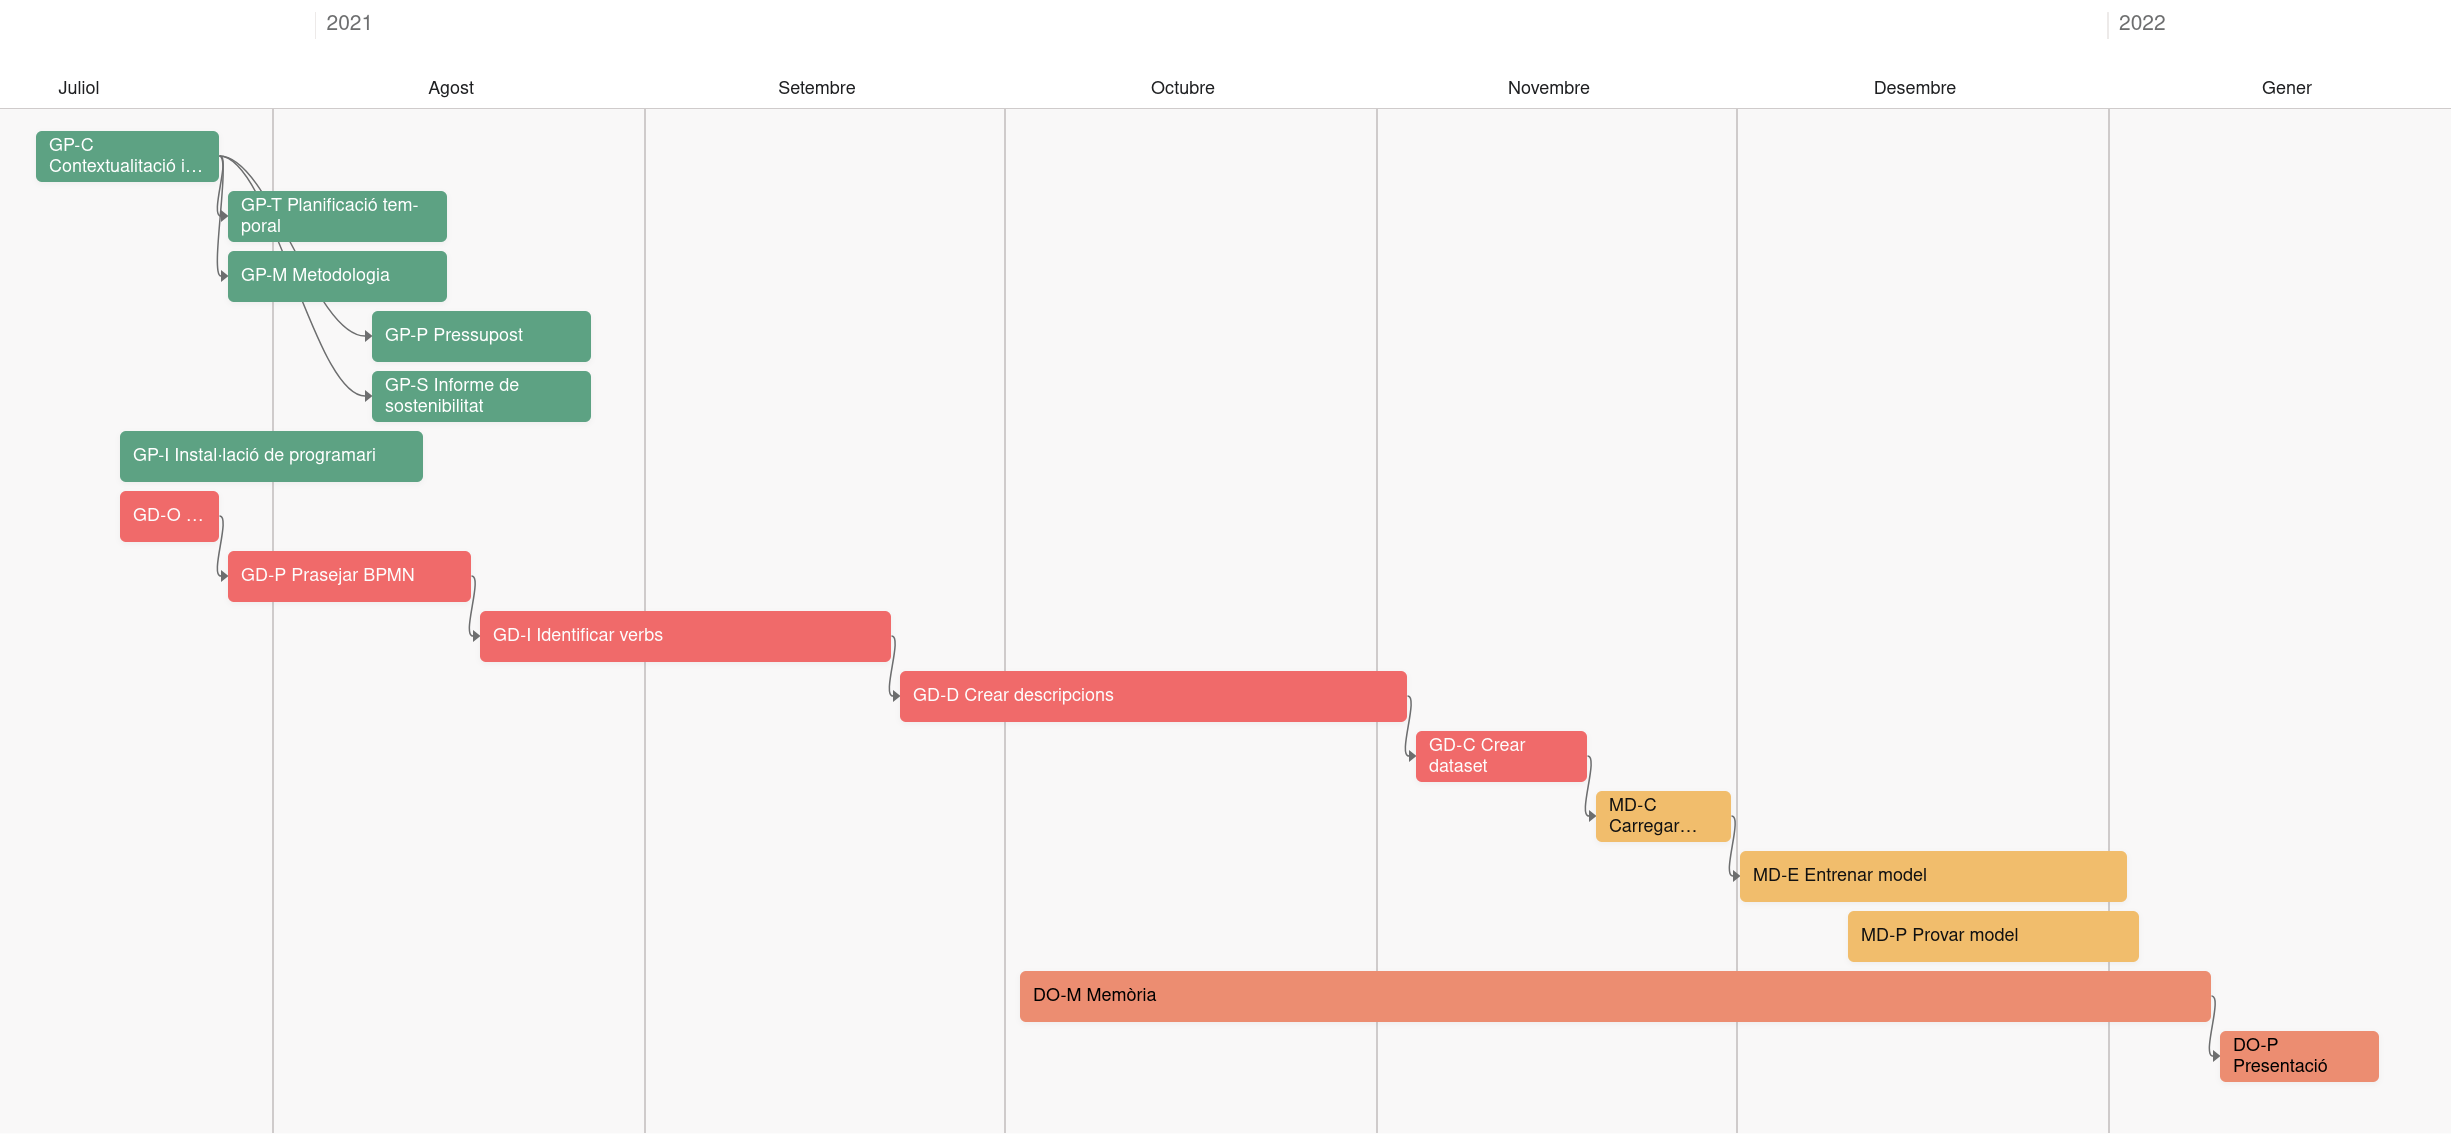 2021
2022
Juliol
Agost
Setembre
Octubre
Novembre
Desembre
Gener
GP-C
Contextualitació i…
GP-T Planificació tem-
poral
GP-M Metodologia
GP-P Pressupost
GP-S Informe de
sostenibilitat
GP-I Instal·lació de programari
GD-O …
GD-P Prasejar BPMN
GD-I Identificar verbs
GD-D Crear descripcions
GD-C Crear
dataset
MD-C
Carregar…
MD-E Entrenar model
MD-P Provar model
DO-M Memòria
DO-P
Presentació